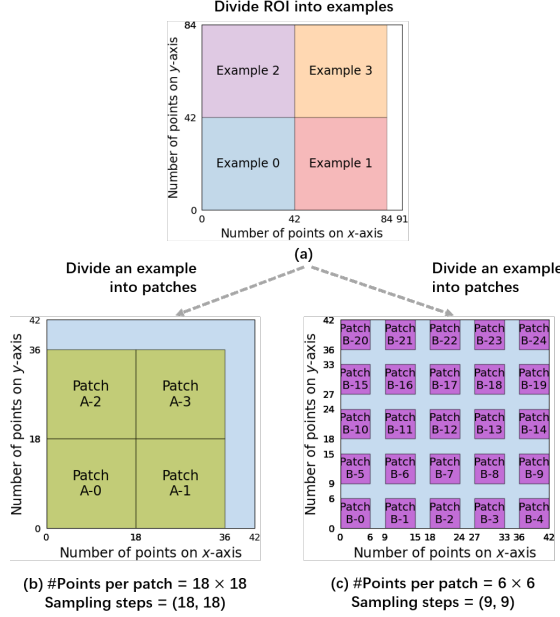 Divide ROI into examples
84
42
0
Number of points on y-axis
Example 2
Example 3
Example 0
Example 1
0 42 84 91
Number of points on x-axis
(a)
Divide an example
into patches
Divide an example
into patches
42
36
18
0
Number of points on y-axis
Patch
A-2
Patch
A-3
Patch
A-0
Patch
A-1
0 18 36 42
Number of points on x-axis
(b) #Points per patch = 18 × 18
Sampling steps = (18, 18)
42
36
33
27
24
18
15
9
6
0
Number of points on y-axis
Patch Patch Patch Patch Patch
B-20 B-21 B-22 B-23 B-24
Patch Patch Patch Patch Patch
B-15 B-16 B-17 B-18 B-19
Patch Patch Patch Patch Patch
B-10 B-11 B-12 B-13 B-14
Patch Patch Patch Patch Patch
B-5 B-6 B-7 B-8 B-9
Patch Patch Patch Patch Patch
B-0 B-1 B-2 B-3 B-4
0 6 9 15 18 24 27 33 36 42
Number of points on x-axis
(c) #Points per patch = 6 × 6
Sampling steps = (9, 9)